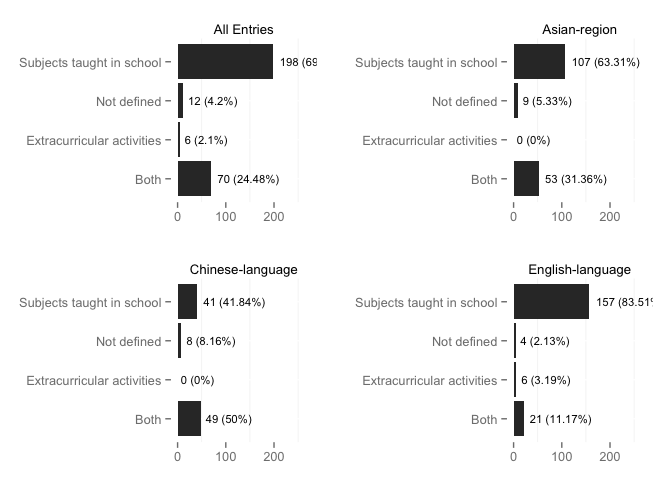 All Entries
Subjects taught in school 198 (69
Not defined 12 (4.2%)
Extracurricular activities 6 (2.1%)
Both 70 (24.48%)
0 100 200
Asian-region
Subjects taught in school 107 (63.31%)
Not defined 9 (5.33%)
Extracurricular activities 0 (0%)
Both 53 (31.36%)
0 100 200
Chinese-language
Subjects taught in school 41 (41.84%)
Not defined 8 (8.16%)
Extracurricular activities 0 (0%)
Both 49 (50%)
0 100 200
English-language
Subjects taught in school 157 (83.51%
Not defined 4 (2.13%)
Extracurricular activities 6 (3.19%)
Both 21 (11.17%)
0 100 200